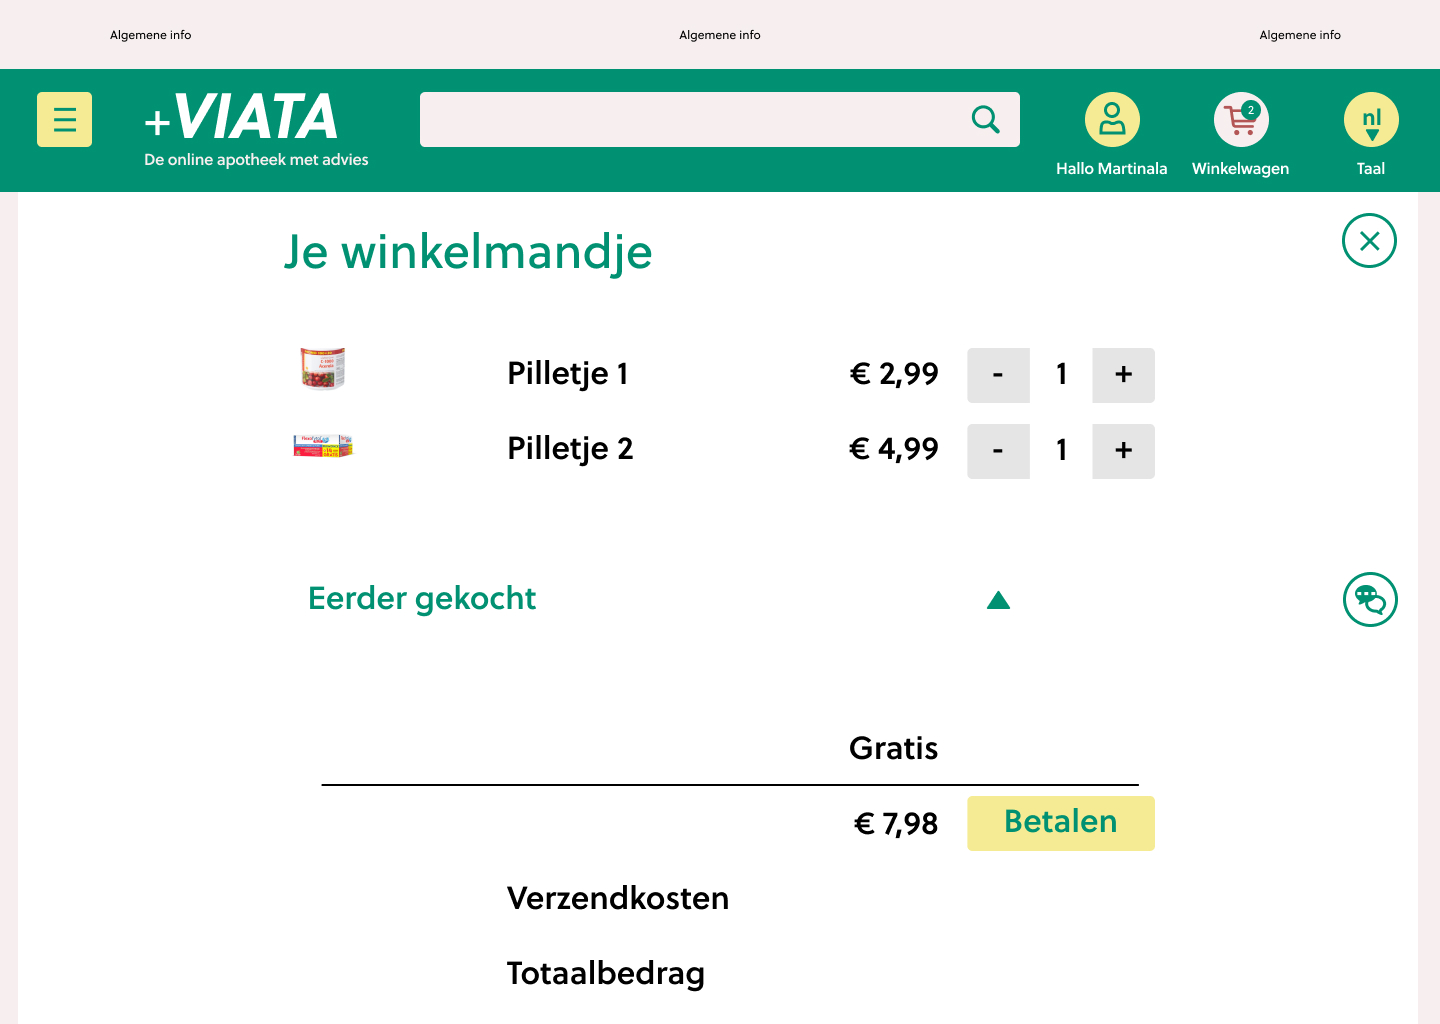 Algemene info Algemene info Algemene info
+VIATA
De online apotheek met advies
2
nl
Hallo Martinala Winkelwagen Taal
Je winkelmandje
Pilletje 1 € 2,99 - 1 +
Pilletje 2 € 4,99 - 1 +
Eerder gekocht
Gratis
€ 7,98 Betalen
Verzendkosten
Totaalbedrag